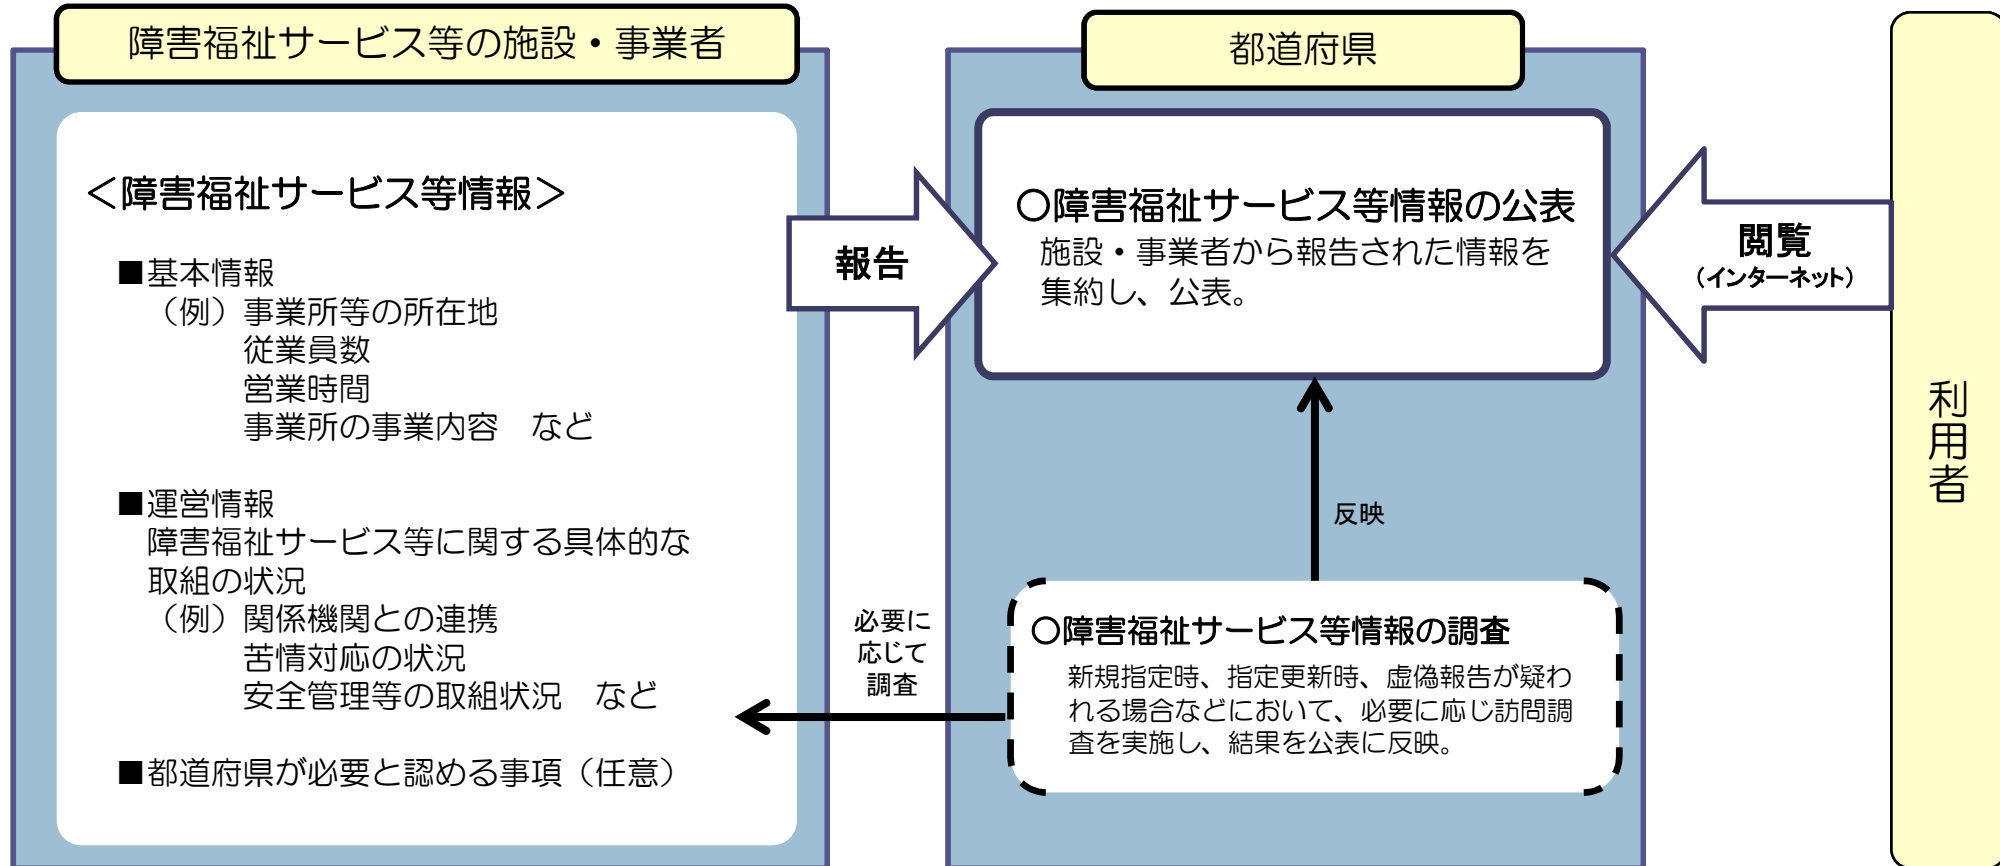 障害福祉サービス等の施設・事業者
＜障害福祉サービス等情報＞
■基本情報
（例）事業所等の所在地
従業員数
営業時間
事業所の事業内容　など
■運営情報
障害福祉サービス等に関する具体的な
取組の状況
（例）関係機関との連携
苦情対応の状況
安全管理等の取組状況　など
■都道府県が必要と認める事項（任意）
報告
必要に
応じて
調査
都道府県
○障害福祉サービス等情報の公表
施設・事業者から報告された情報を
集約し、公表。
反映
○障害福祉サービス等情報の調査
新規指定時、指定更新時、虚偽報告が疑わ
れる場合などにおいて、必要に応じ訪問調
査を実施し、結果を公表に反映。
閲覧
（インターネット）
利用者